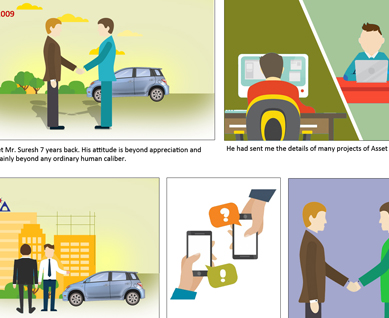 2009
t Mr. Suresh 7 years back. His attitude is beyond appreciation and
ainly beyond any ordinary human caliber.
He had sent me the details of many projects of Asset
?
!